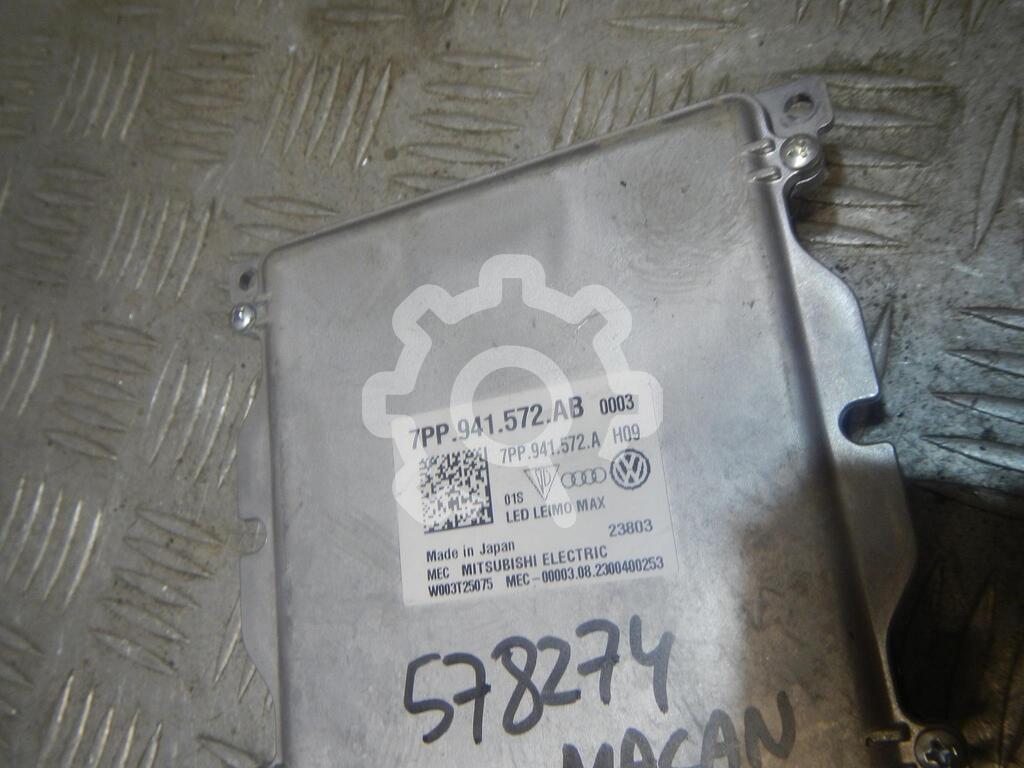 7PP.941.572.AB 0003
7PP.941.572.A H09
01S
LED LEIMO MAX
23803
Made in Japan
MEC MITSUBISHI ELECTRIC
W003T25075 MEC-00003.08.2300400253
578274
MACAN